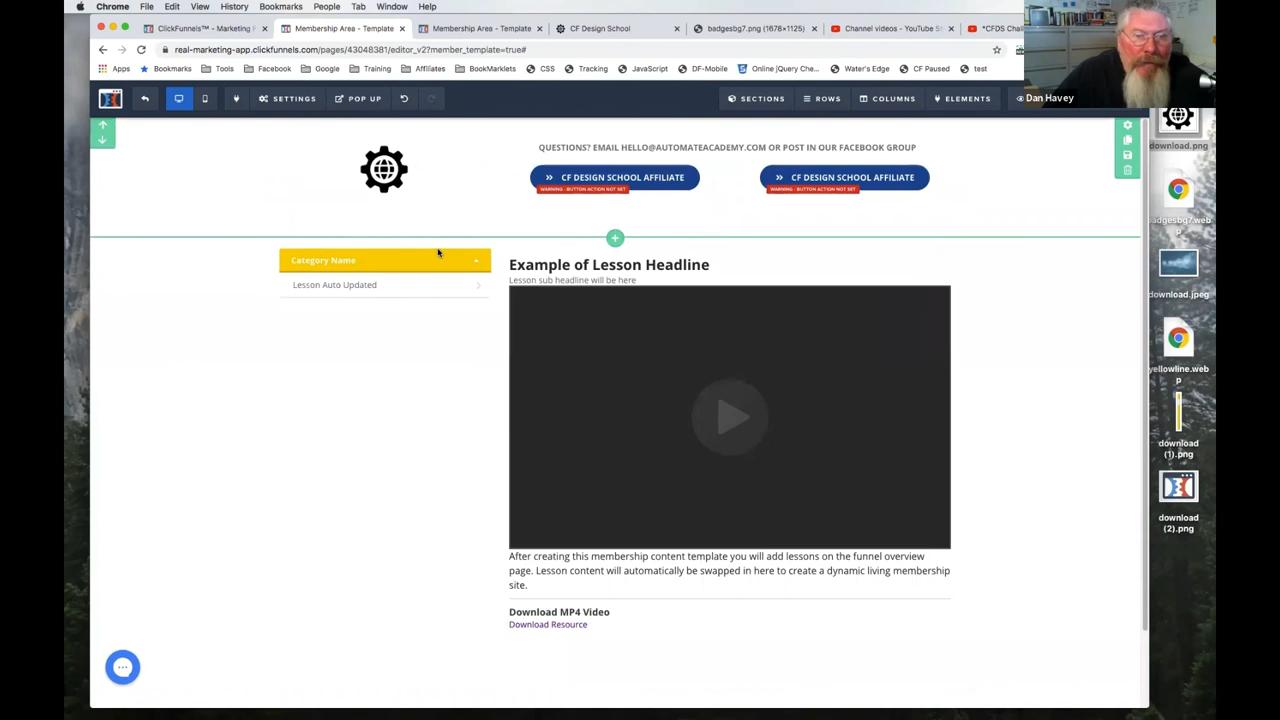 Chrome File Edit View History Bookmarks People Tab Window Help
ClickFunnels™ - Marketing F
Membership Area - Template
Membership Area - Template
CF Design School
badgesbg7.png (1678×1125)
Channel videos - YouTube S
*CFDS Chal
real-marketing-app.clickfunnels.com/pages/43048381/editor_v2?member_template=true#
Apps Bookmarks Tools Facebook Google Training Affiliates BookMarklets CSS Tracking JavaScript DF-Mobile Online jQuery Che... Water's Edge CF Paused test
SETTINGS POP UP SECTIONS ROWS COLUMNS ELEMENTS
Dan Havey
QUESTIONS? EMAIL HELLO@AUTOMATEACADEMY.COM OR POST IN OUR FACEBOOK GROUP
CF DESIGN SCHOOL AFFILIATE
WARNING - BUTTON ACTION NOT SET
CF DESIGN SCHOOL AFFILIATE
WARNING - BUTTON ACTION NOT SET
Category Name
Lesson Auto Updated
Example of Lesson Headline
Lesson sub headline will be here
After creating this membership content template you will add lessons on the funnel overview
page. Lesson content will automatically be swapped in here to create a dynamic living membership
site.
Download MP4 Video
Download Resource
download.png
badgesbg7.web
p
download.jpeg
yellowline.web
p
download
(1).png
download
(2).png